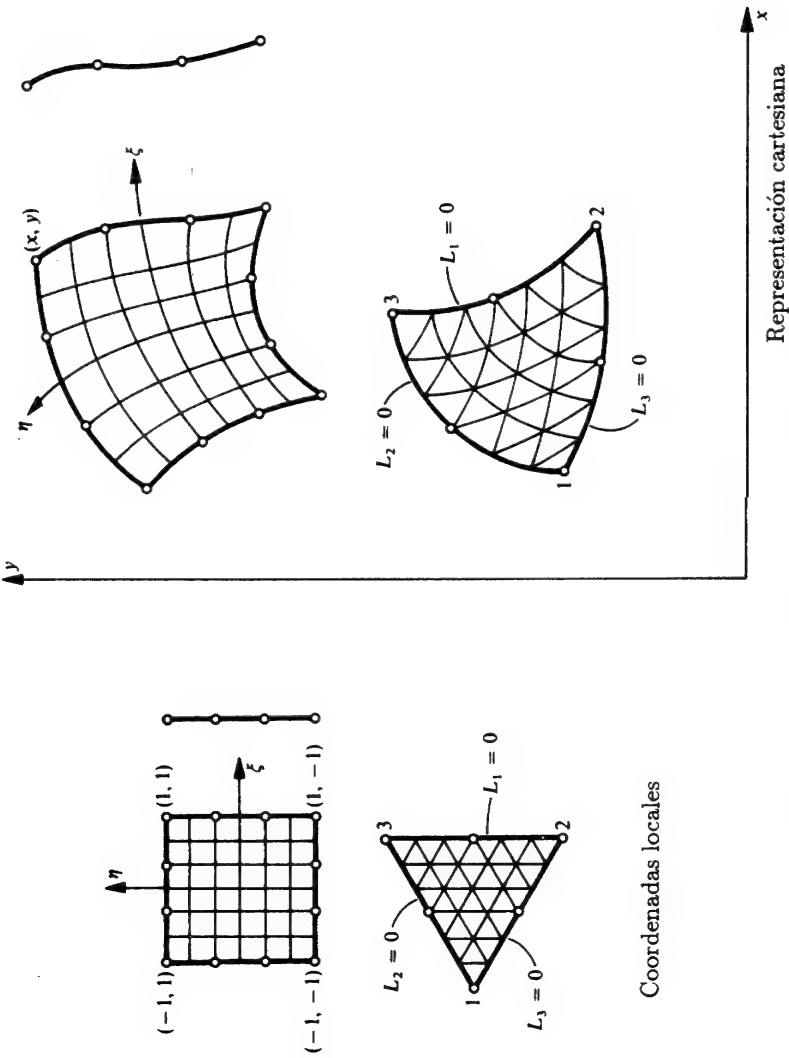 y
η
ξ
(x, y)
3
L₂ = 0
L₁ = 0
1
2
L₃ = 0
x
Representación cartesiana
η
(−1, 1)
(1, 1)
ξ
(−1, −1)
(1, −1)
3
L₂ = 0
L₁ = 0
1
2
L₃ = 0
Coordenadas locales